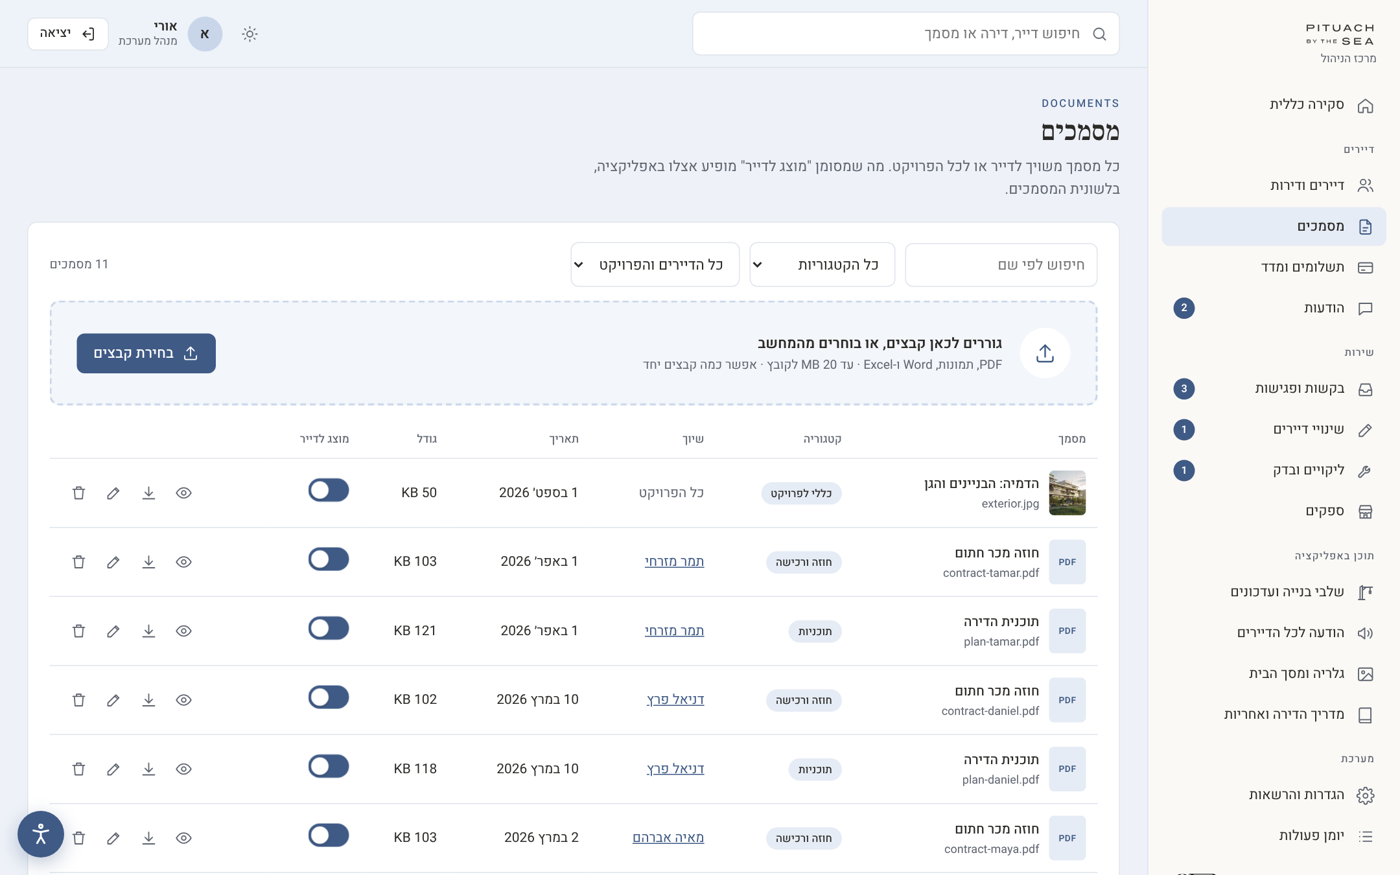 PITUACH
BY THE SEA
מרכז הניהול
סקירה כללית
דיירים
דיירים ודירות
מסמכים
תשלומים ומדד
הודעות
2
שירות
בקשות ופגישות
3
שינויי דיירים
1
ליקויים ובדק
1
ספקים
תוכן באפליקציה
שלבי בנייה ועדכונים
הודעה לכל הדיירים
גלריה ומסך הבית
מדריך הדירה ואחריות
מערכת
הגדרות והרשאות
יומן פעולות
חיפוש דייר, דירה או מסמך
א
אורי
מנהל מערכת
יציאה
DOCUMENTS
מסמכים
כל מסמך משויך לדייר או לכל הפרויקט. מה שמסומן "מוצג לדייר" מופיע אצלו באפליקציה,
בלשונית המסמכים.
חיפוש לפי שם
כל הקטגוריות
כל הדיירים והפרויקט
11 מסמכים
גוררים לכאן קבצים, או בוחרים מהמחשב
PDF, תמונות, Word ו-Excel · עד 20 MB לקובץ · אפשר כמה קבצים יחד
בחירת קבצים
מסמך קטגוריה שיוך תאריך גודל מוצג לדייר
הדמיה: הבניינים והגן
exterior.jpg
כללי לפרויקט
כל הפרויקט
1 בספט׳ 2026
50 KB
PDF
חוזה מכר חתום
contract-tamar.pdf
חוזה ורכישה
תמר מזרחי
1 באפר׳ 2026
103 KB
PDF
תוכנית הדירה
plan-tamar.pdf
תוכניות
תמר מזרחי
1 באפר׳ 2026
121 KB
PDF
חוזה מכר חתום
contract-daniel.pdf
חוזה ורכישה
דניאל פרץ
10 במרץ 2026
102 KB
PDF
תוכנית הדירה
plan-daniel.pdf
תוכניות
דניאל פרץ
10 במרץ 2026
118 KB
PDF
חוזה מכר חתום
contract-maya.pdf
חוזה ורכישה
מאיה אברהם
2 במרץ 2026
103 KB